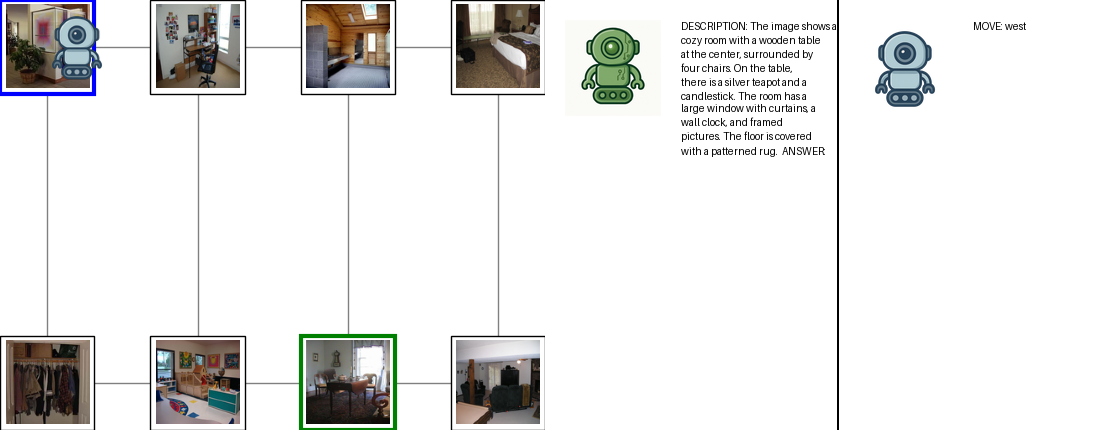 DESCRIPTION: The image shows a
cozy room with a wooden table
at the center, surrounded by
four chairs. On the table,
there is a silver teapot and a
candlestick. The room has a
large window with curtains, a
wall clock, and framed
pictures. The floor is covered
with a patterned rug.  ANSWER:
MOVE: west